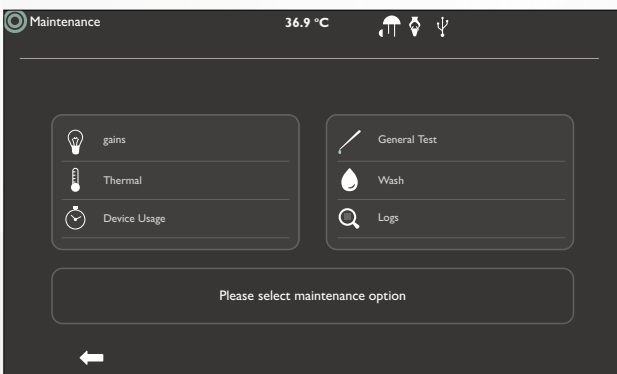 Maintenance
36.9 °C
gains
Thermal
Device Usage
General Test
Wash
Logs
Please select maintenance option